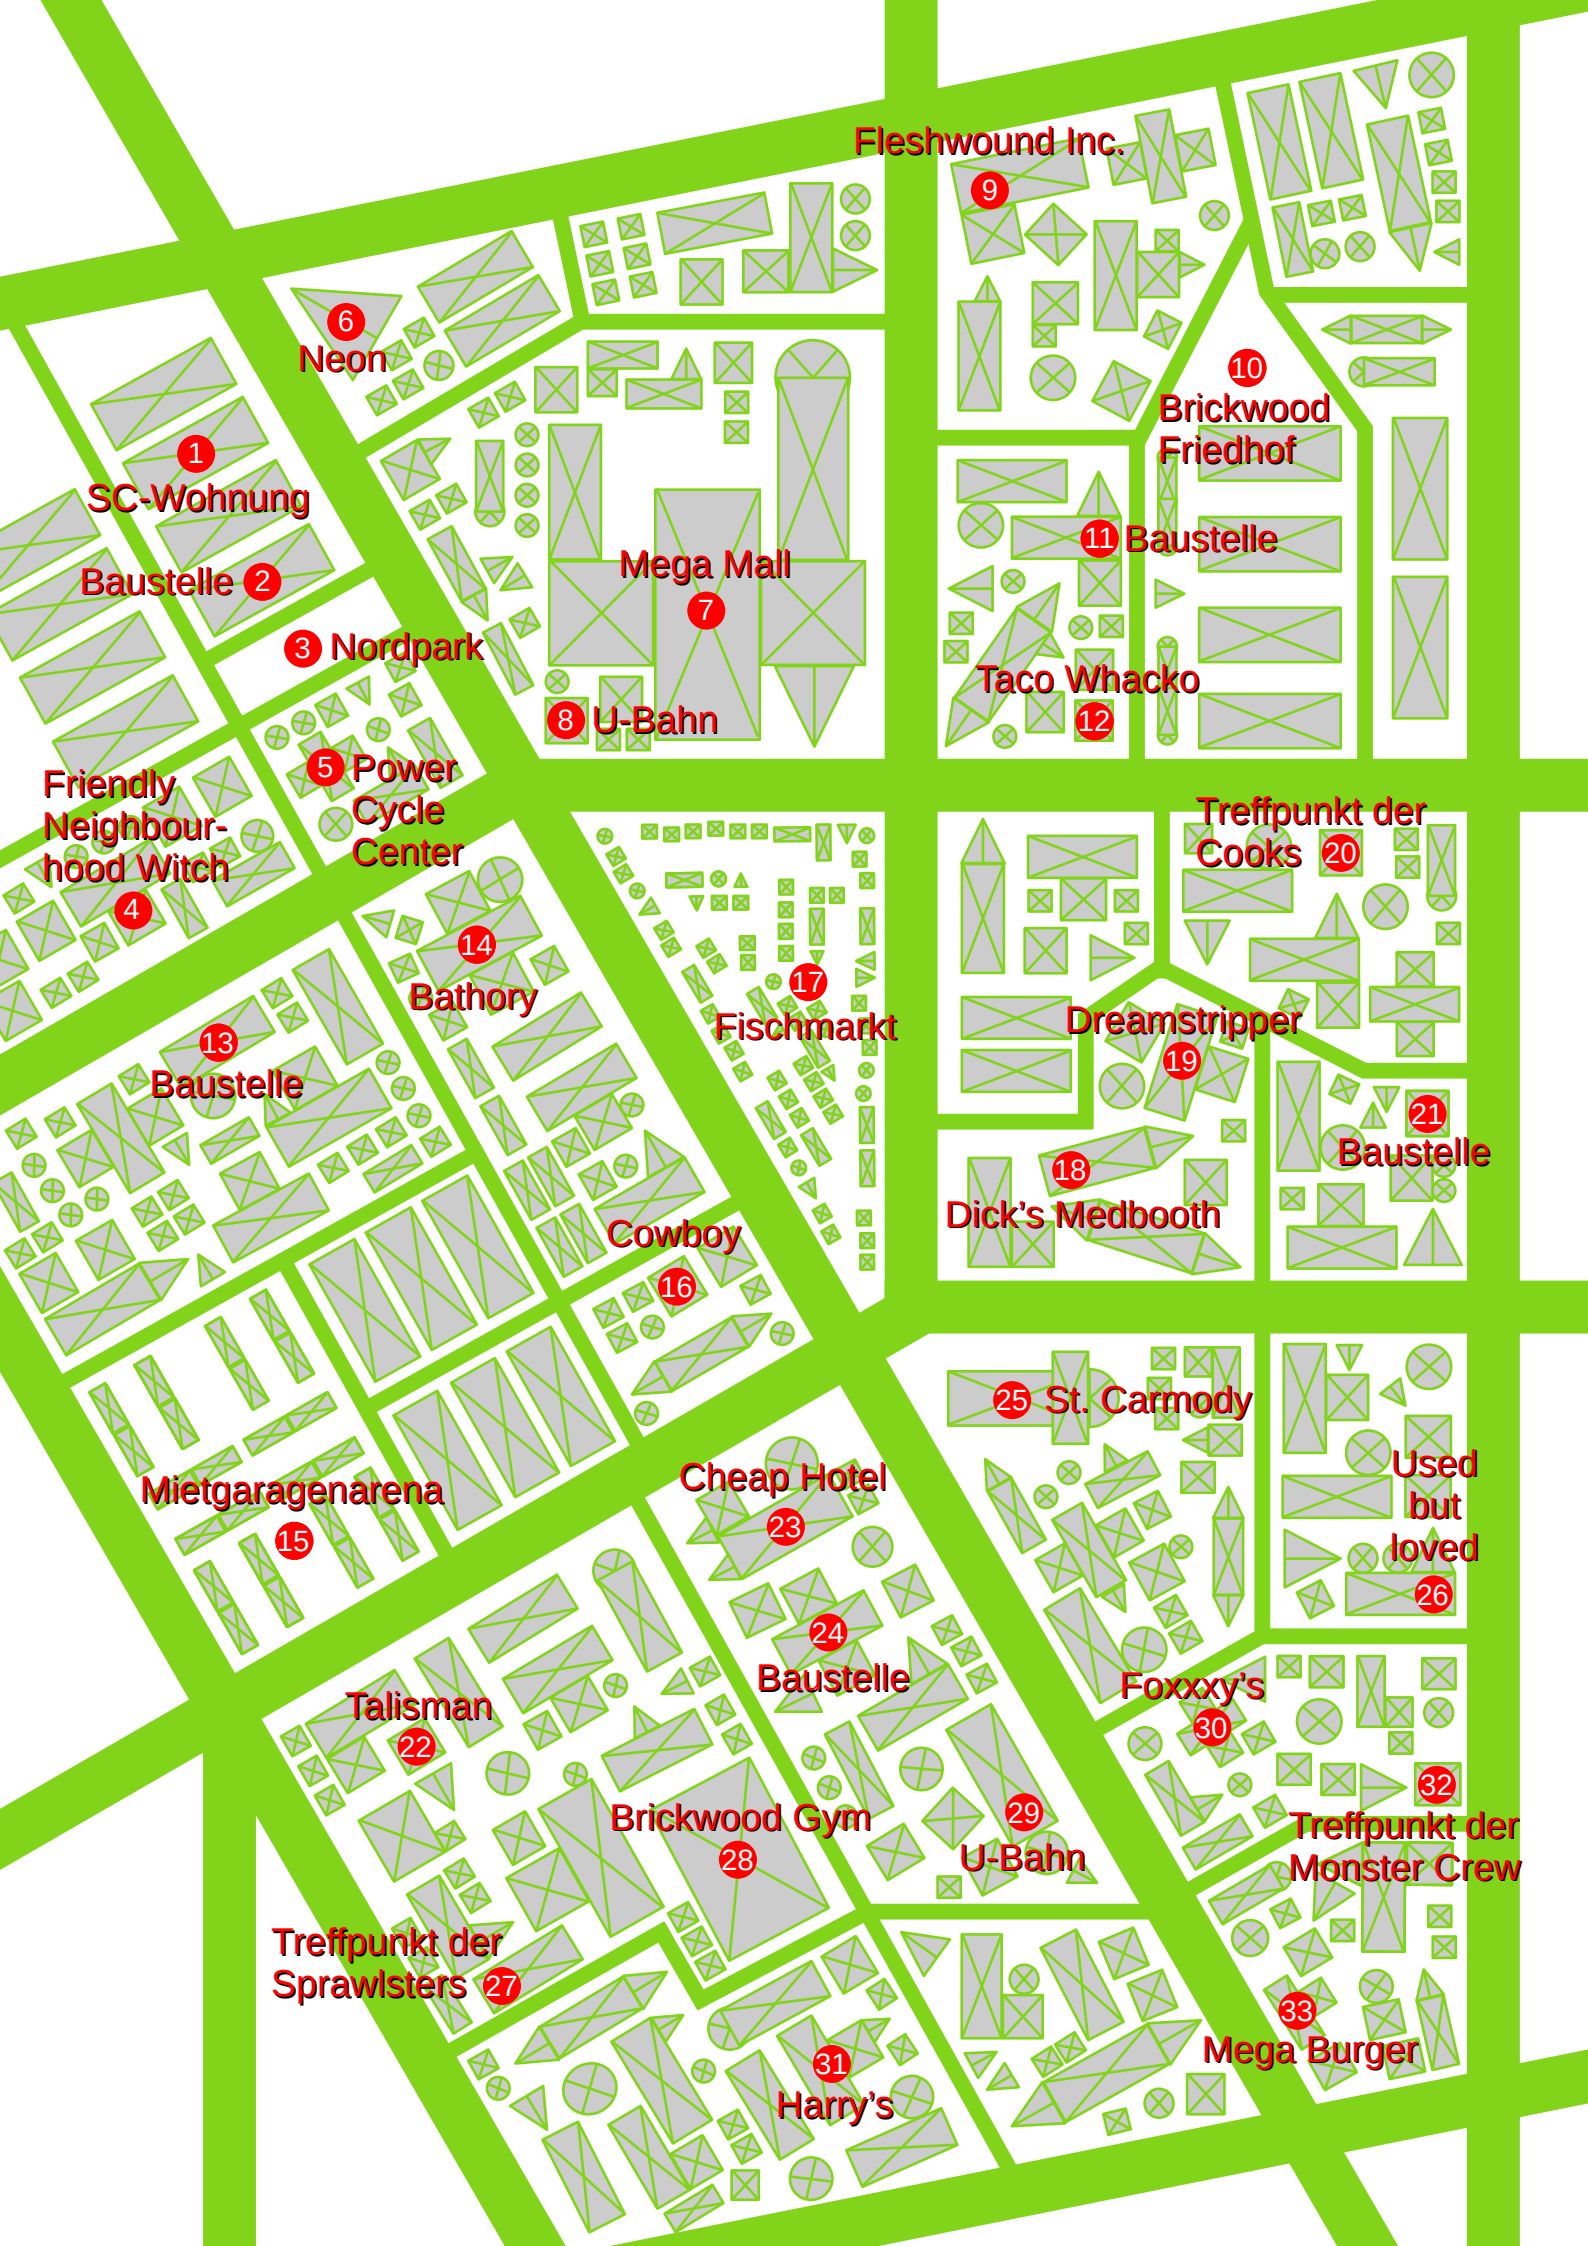 Fleshwound Inc.
9
6
Neon
10
Brickwood
Friedhof
1
SC-Wohnung
11 Baustelle
Mega Mall
7
Baustelle 2
3 Nordpark
Taco Whacko
12
8 U-Bahn
5 Power
Cycle
Center
Friendly
Neighbour-
hood Witch
4
Treffpunkt der
Cooks 20
14
Bathory
17
Fischmarkt
13
Baustelle
Dreamstripper
19
21
Baustelle
18
Dick's Medbooth
Cowboy
16
25 St. Carmody
Mietgaragenarena
15
Cheap Hotel
23
Used
but
loved
26
24
Baustelle
Talisman
22
Foxxxy's
30
32
Treffpunkt der
Monster Crew
Brickwood Gym
28
29
U-Bahn
Treffpunkt der
Sprawlsters 27
33
Mega Burger
31
Harry's